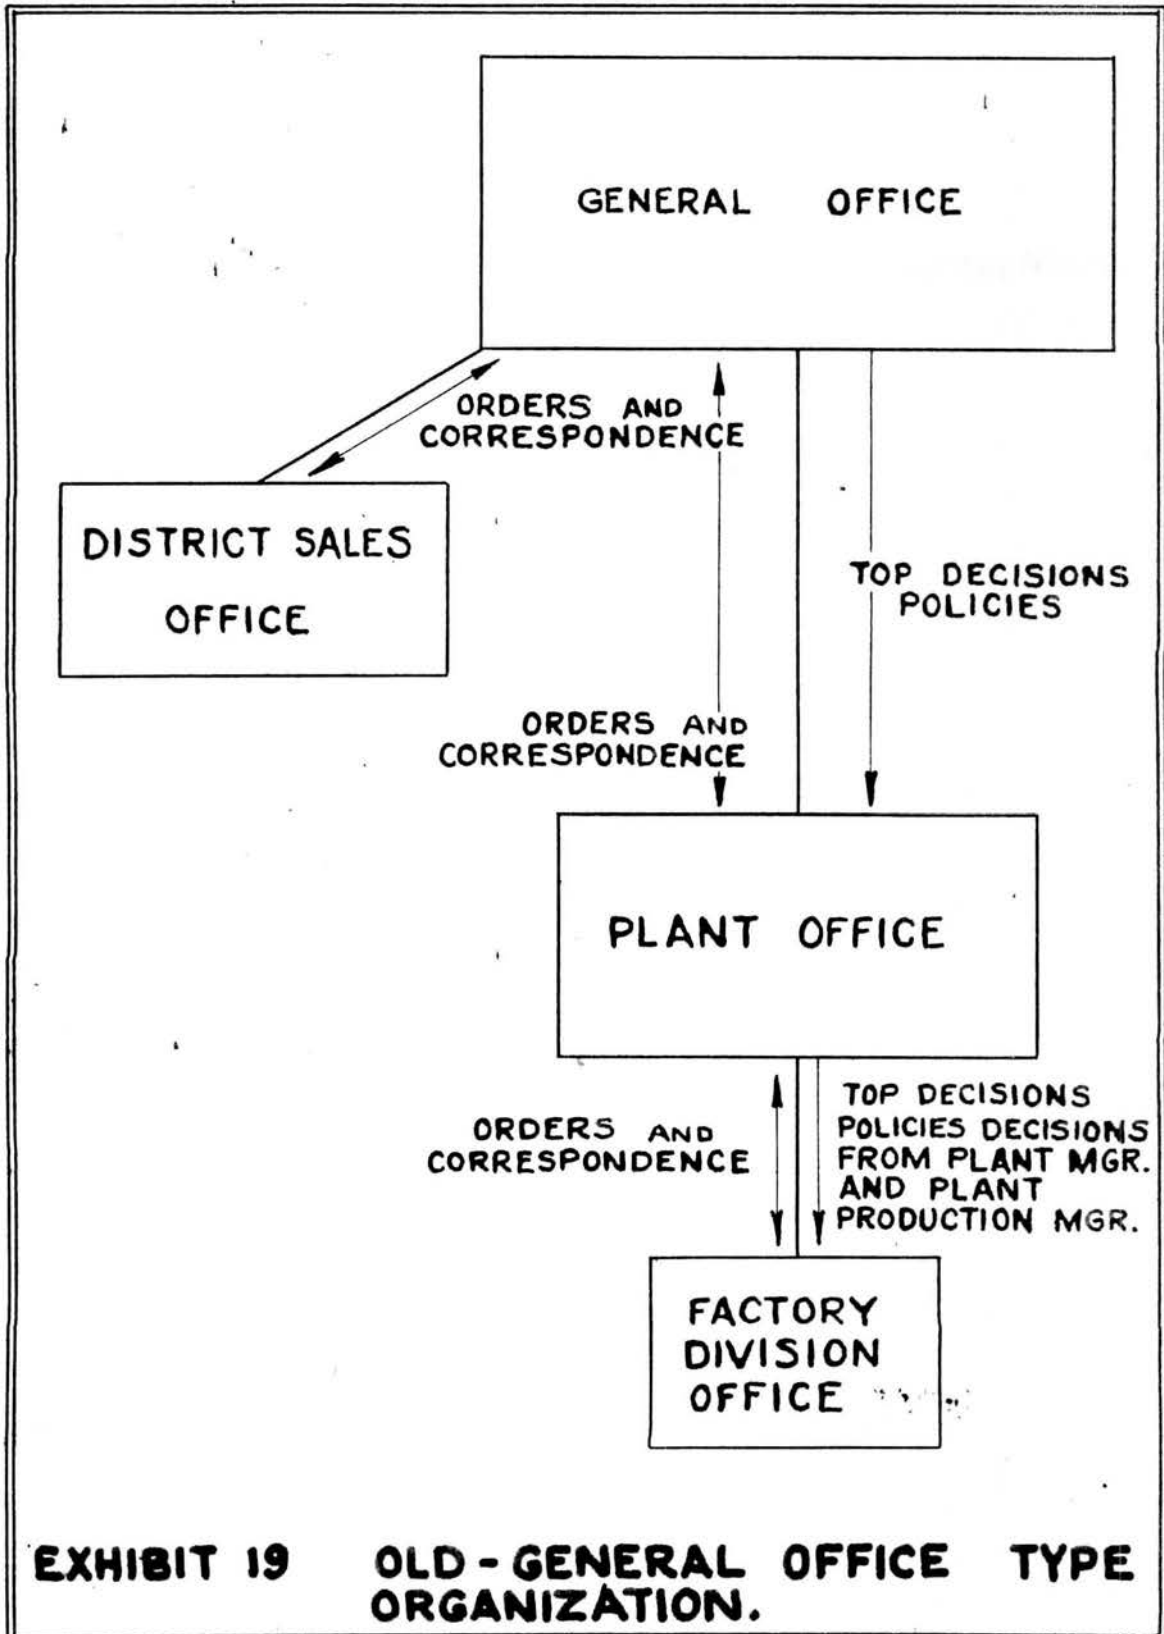 GENERAL OFFICE
ORDERS AND
CORRESPONDENCE
DISTRICT SALES
OFFICE
TOP DECISIONS
POLICIES
ORDERS AND
CORRESPONDENCE
PLANT OFFICE
ORDERS AND
CORRESPONDENCE
TOP DECISIONS
POLICIES DECISIONS
FROM PLANT MGR.
AND PLANT
PRODUCTION MGR.
FACTORY
DIVISION
OFFICE
EXHIBIT 19 OLD-GENERAL OFFICE TYPE
ORGANIZATION.